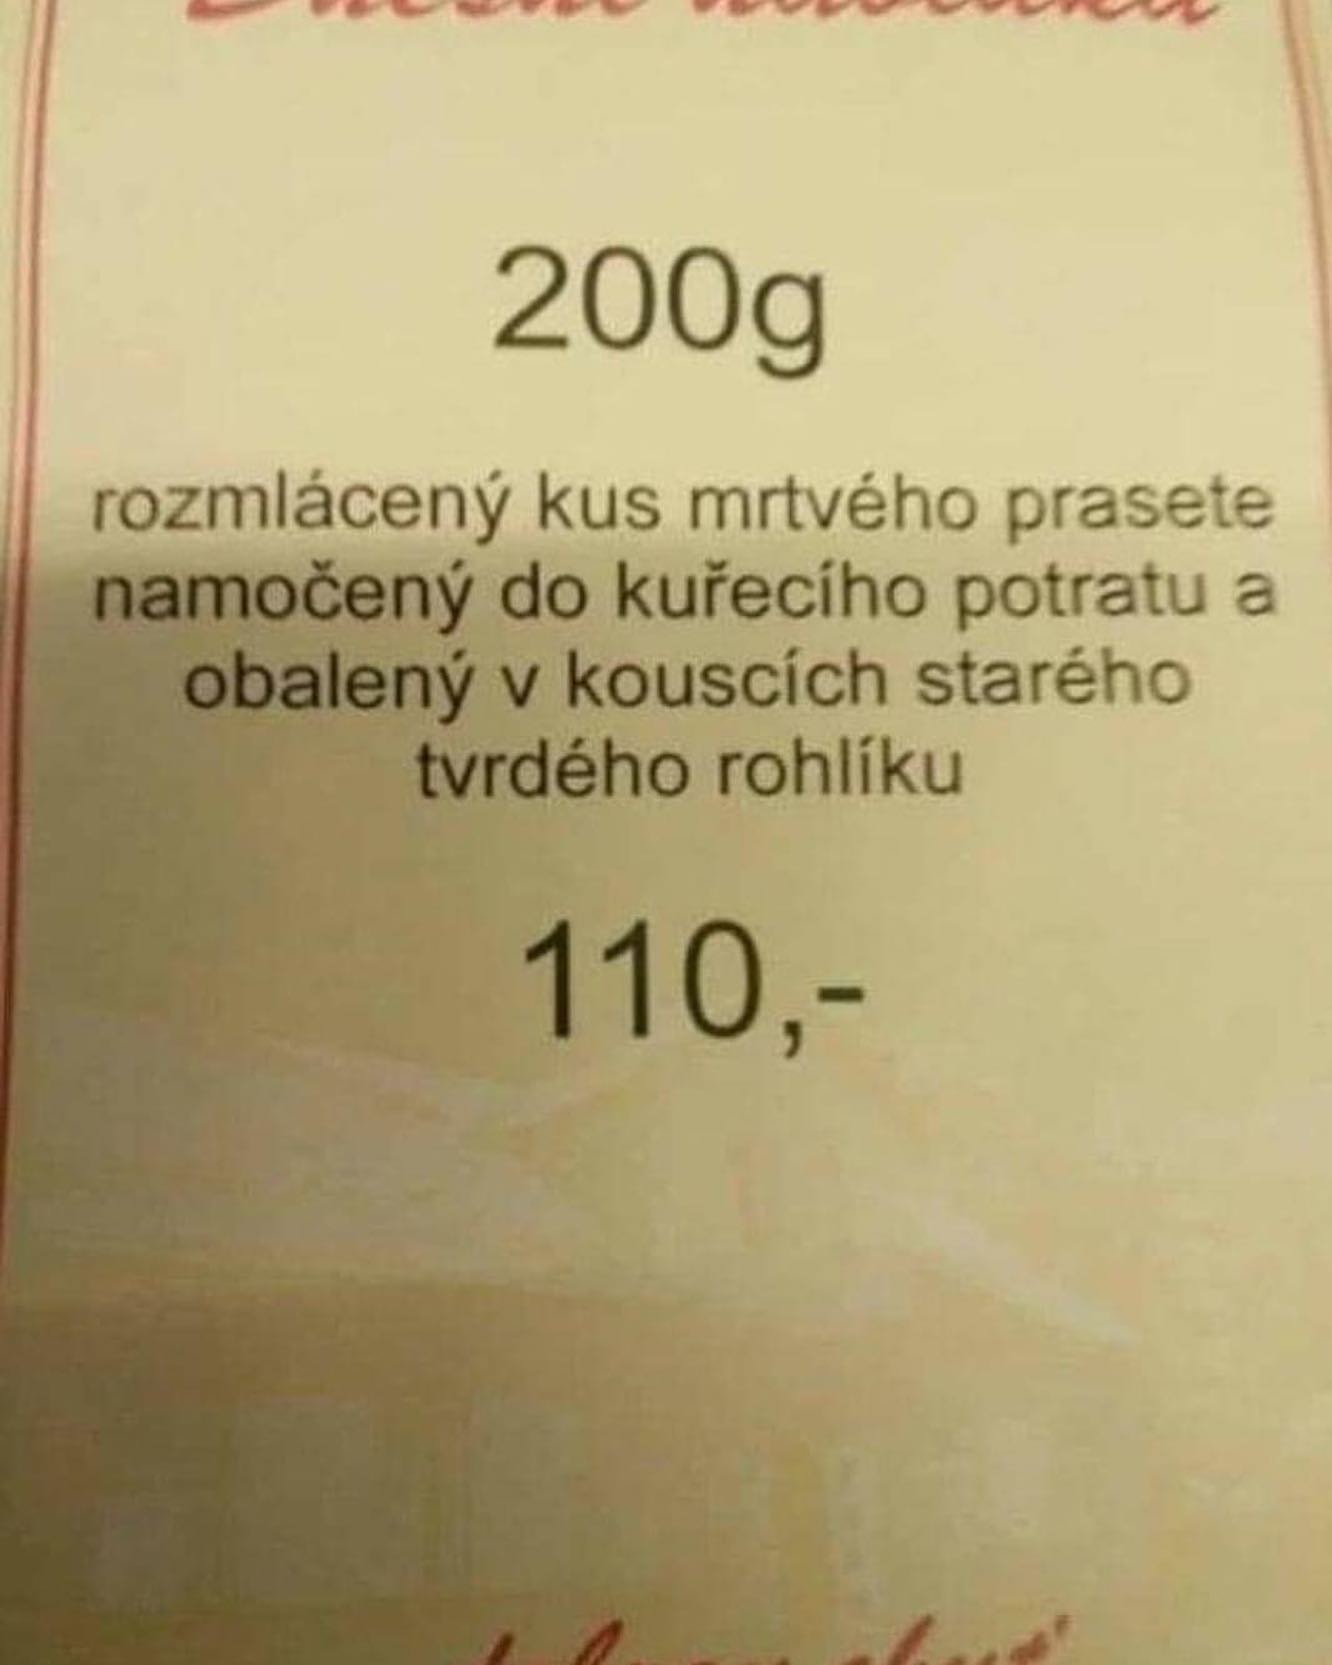 200g
rozmlácený kus mrtvého prasete
namočený do kuřecího potratu a
obalený v kouscích starého
tvrdého rohlíku
110,-